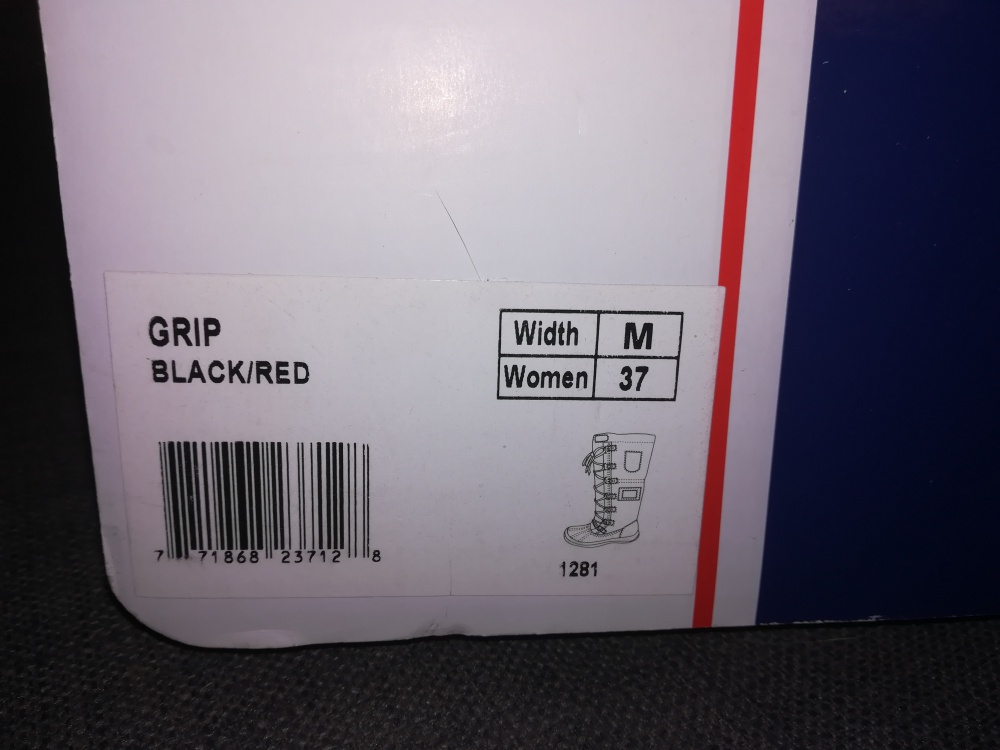 GRIP
BLACK/RED
Width M
Women 37
7 71868 23712 8
1281